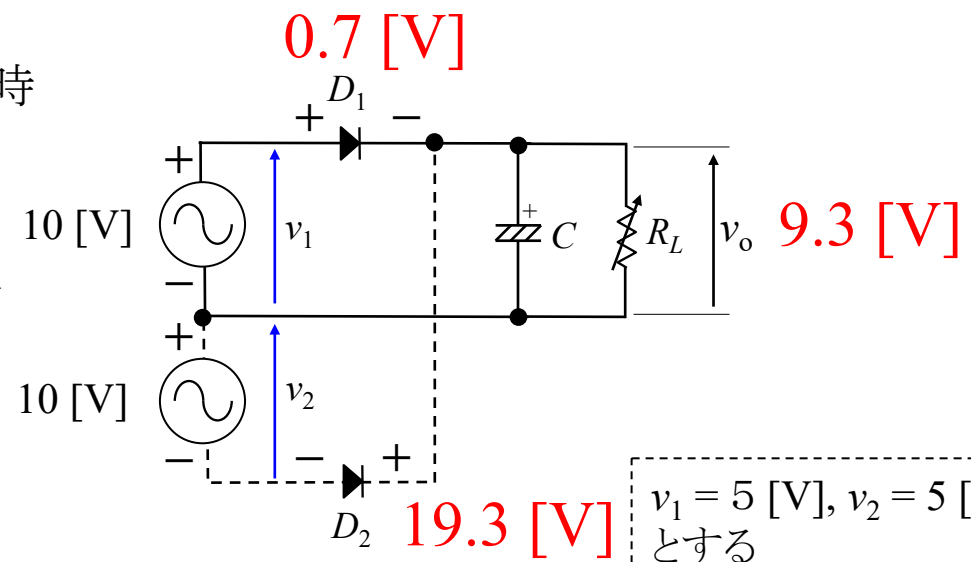 0.7 [V]
時
D1
+ −
+
10 [V]
v1
+
C
RL
vo
9.3 [V]
−
+
10 [V]
v2
−
− +
D2
19.3 [V]
v1 = 5 [V], v2 = 5 [
とする